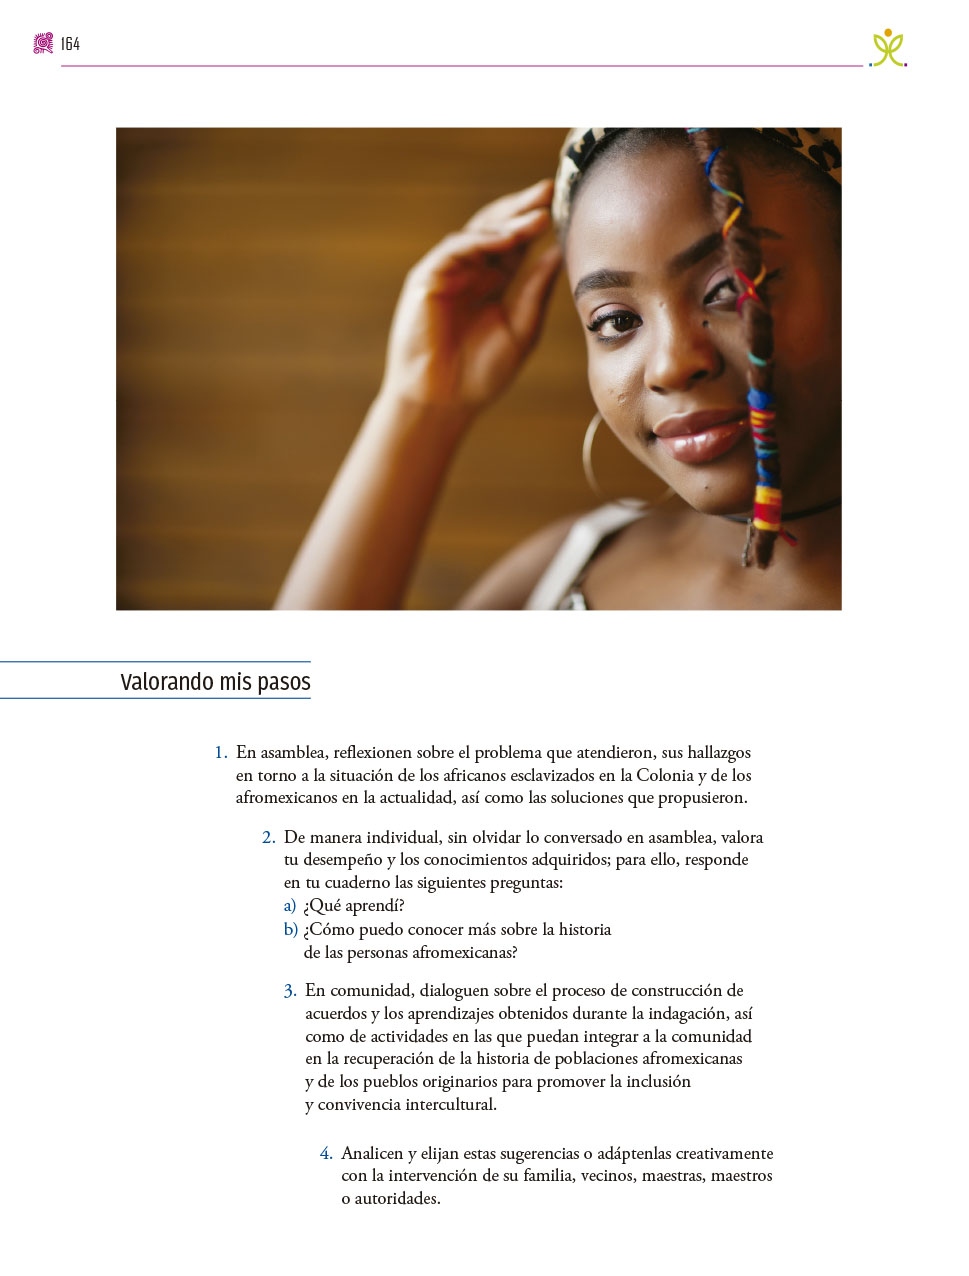 164
Valorando mis pasos
1. En asamblea, reflexionen sobre el problema que atendieron, sus hallazgos
en torno a la situación de los africanos esclavizados en la Colonia y de los
afromexicanos en la actualidad, así como las soluciones que propusieron.
2. De manera individual, sin olvidar lo conversado en asamblea, valora
tu desempeño y los conocimientos adquiridos; para ello, responde
en tu cuaderno las siguientes preguntas:
a) ¿Qué aprendí?
b) ¿Cómo puedo conocer más sobre la historia
de las personas afromexicanas?
3. En comunidad, dialoguen sobre el proceso de construcción de
acuerdos y los aprendizajes obtenidos durante la indagación, así
como de actividades en las que puedan integrar a la comunidad
en la recuperación de la historia de poblaciones afromexicanas
y de los pueblos originarios para promover la inclusión
y convivencia intercultural.
4. Analicen y elijan estas sugerencias o adáptenlas creativamente
con la intervención de su familia, vecinos, maestras, maestros
o autoridades.